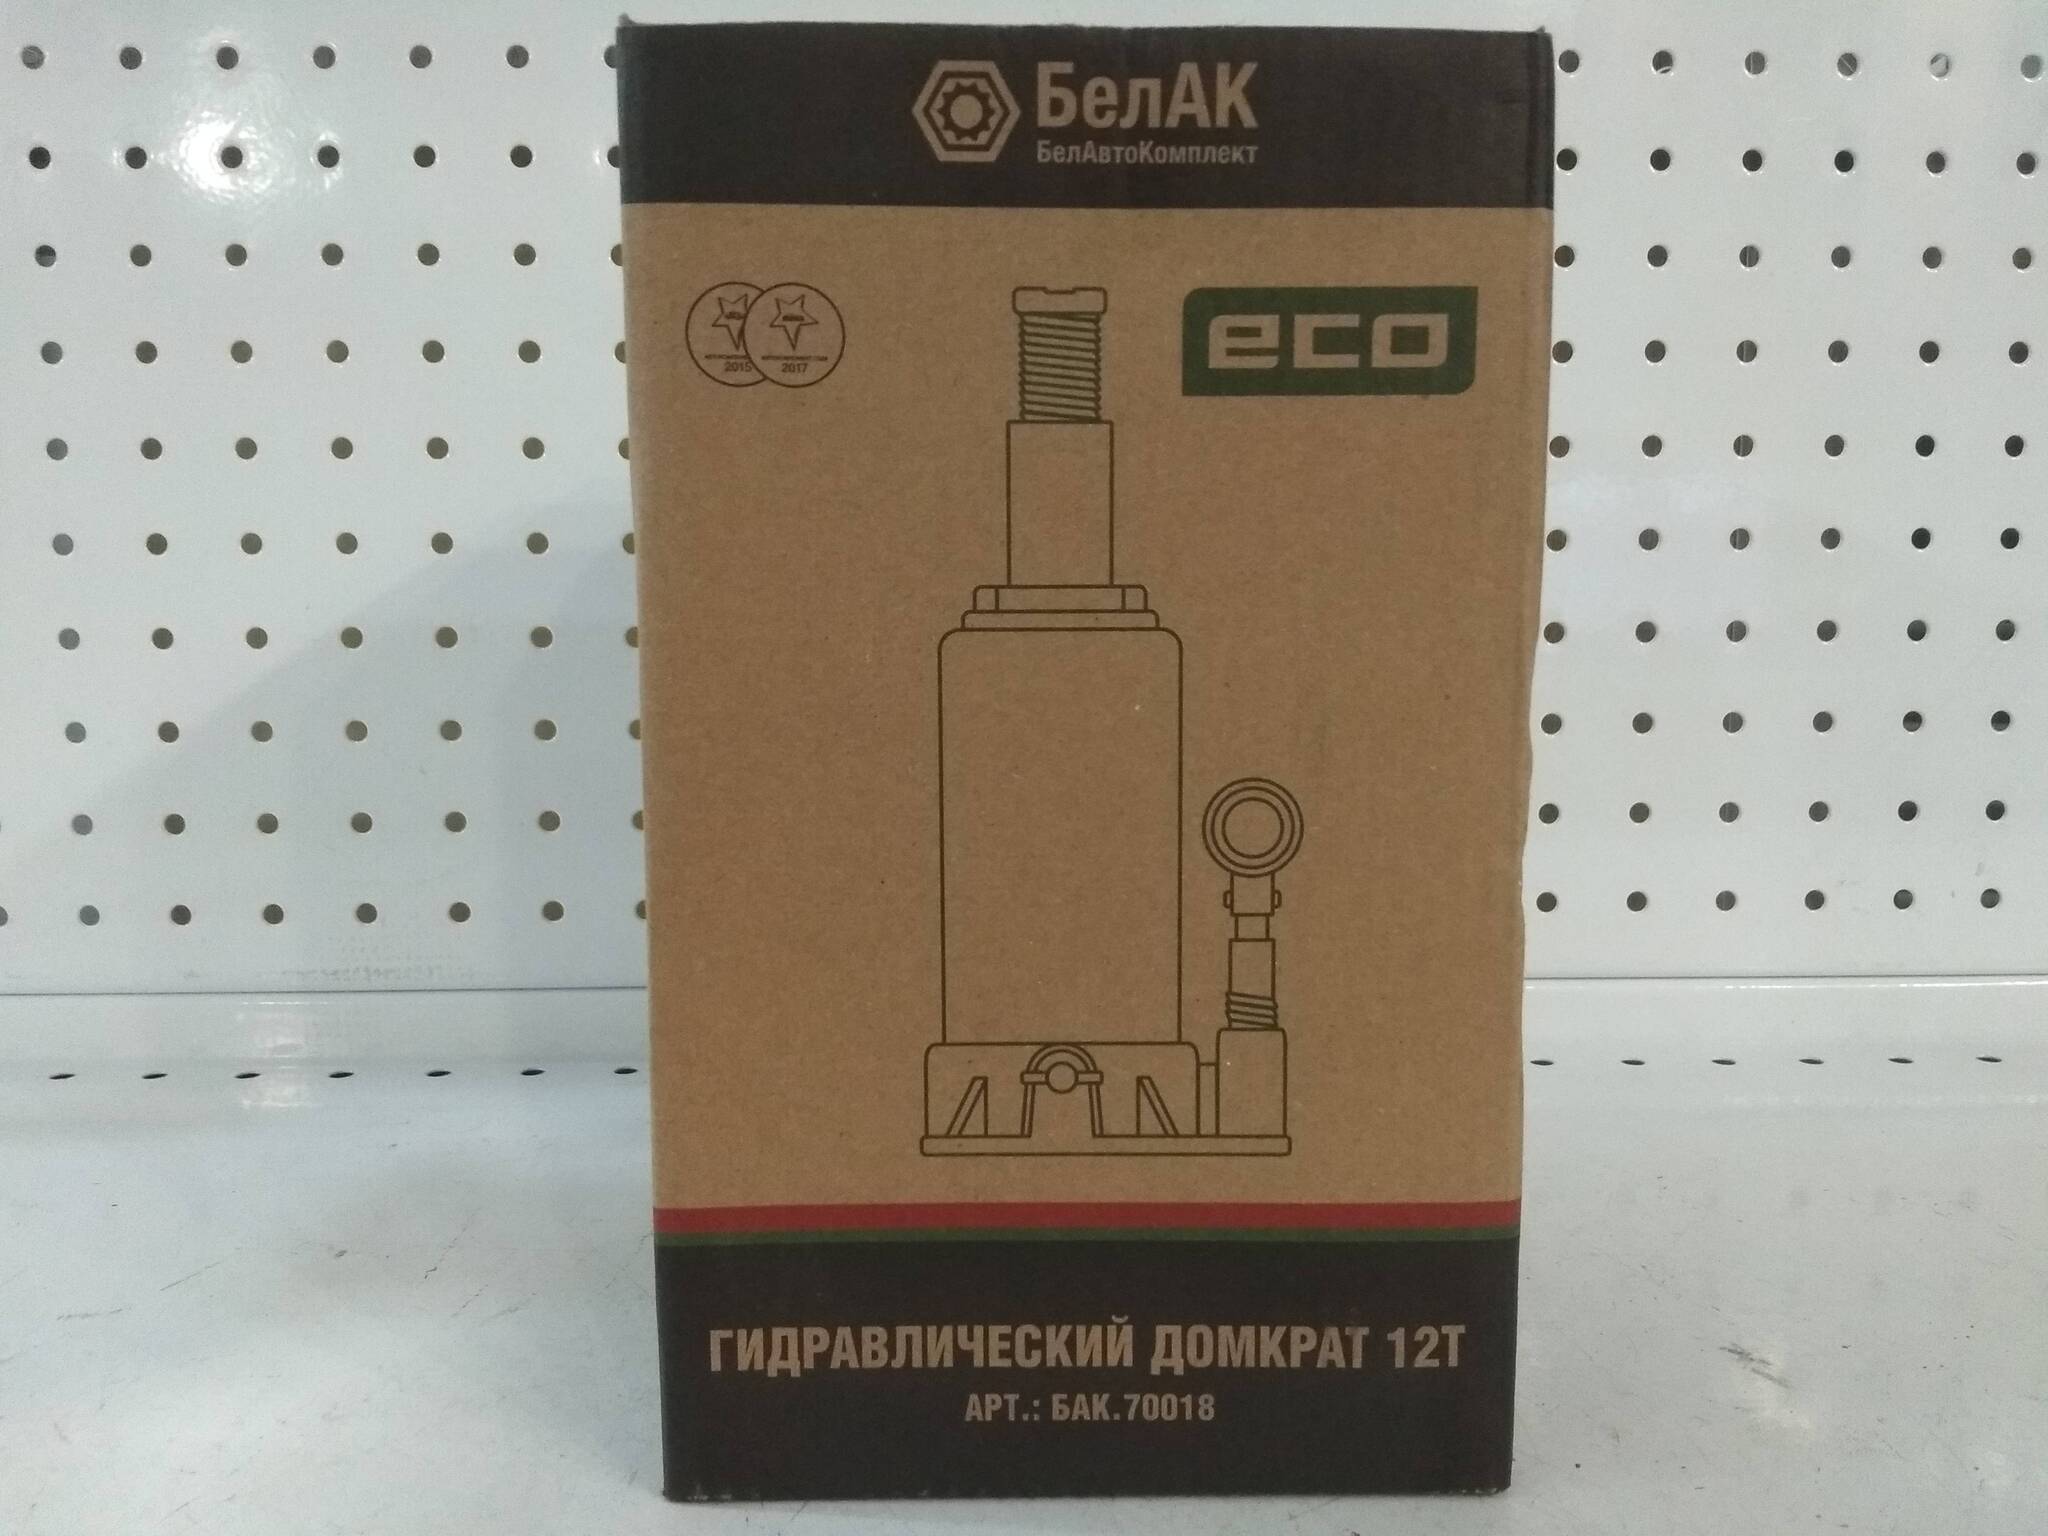 БелАК
БелАвтоКомплект
eco
2015
2017
ГИДРАВЛИЧЕСКИЙ ДОМКРАТ 12Т
АРТ.: БАК.70018